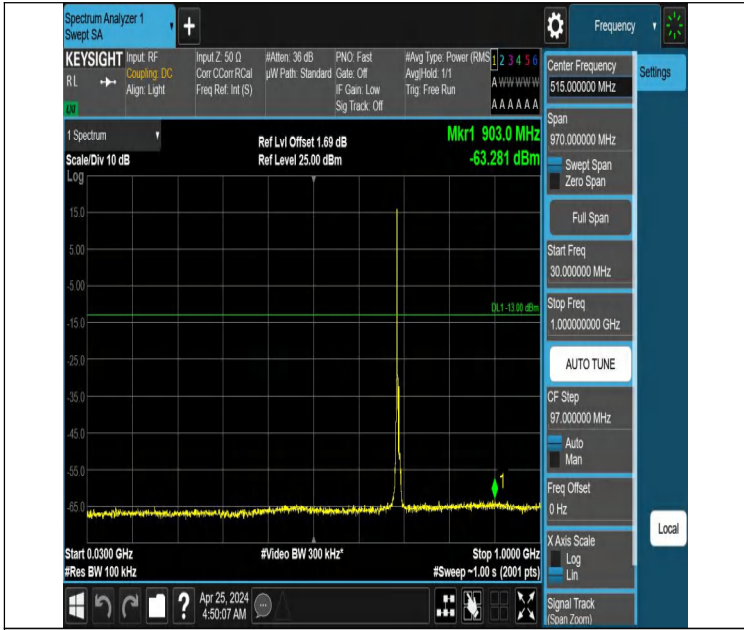 Spectrum Analyzer 1
Swept SA
+
Frequency
KEYSIGHT
RL
Input: RF
Coupling: DC
Align: Light
Input Z: 50 Ω
Corr CCorr RCal
Freq Ref: Int (S)
#Atten: 36 dB
µW Path: Standard
PNO: Fast
Gate: Off
IF Gain: Low
Sig Track: Off
#Avg Type: Power (RMS
Avg|Hold: 1/1
Trig: Free Run
1 2 3 4 5 6
A W W W W W
A A A A A A
1 Spectrum
Scale/Div 10 dB
Log
Ref Lvl Offset 1.69 dB
Ref Level 25.00 dBm
Mkr1 903.0 MHz
-63.281 dBm
15.0
5.00
-5.00
DL1 -13.00 dBm
-15.0
-25.0
-35.0
-45.0
-55.0
1
-65.0
Start 0.0300 GHz
#Video BW 300 kHz*
Stop 1.0000 GHz
#Res BW 100 kHz
#Sweep ~1.00 s (2001 pts)
?
Apr 25, 2024
4:50:07 AM
Center Frequency
515.000000 MHz
Settings
Span
970.000000 MHz
Swept Span
Zero Span
Full Span
Start Freq
30.000000 MHz
Stop Freq
1.000000000 GHz
AUTO TUNE
CF Step
97.000000 MHz
Auto
Man
Freq Offset
0 Hz
Local
X Axis Scale
Log
Lin
Signal Track
(Span Zoom)